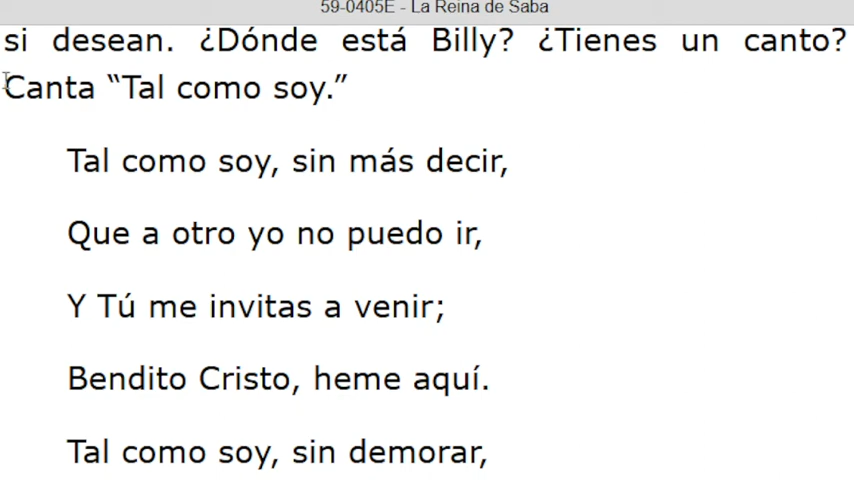 59-0405E - La Reina de Saba
si desean. ¿Dónde está Billy? ¿Tienes un canto?
Canta “Tal como soy.”
Tal como soy, sin más decir,
Que a otro yo no puedo ir,
Y Tú me invitas a venir;
Bendito Cristo, heme aquí.
Tal como soy, sin demorar,